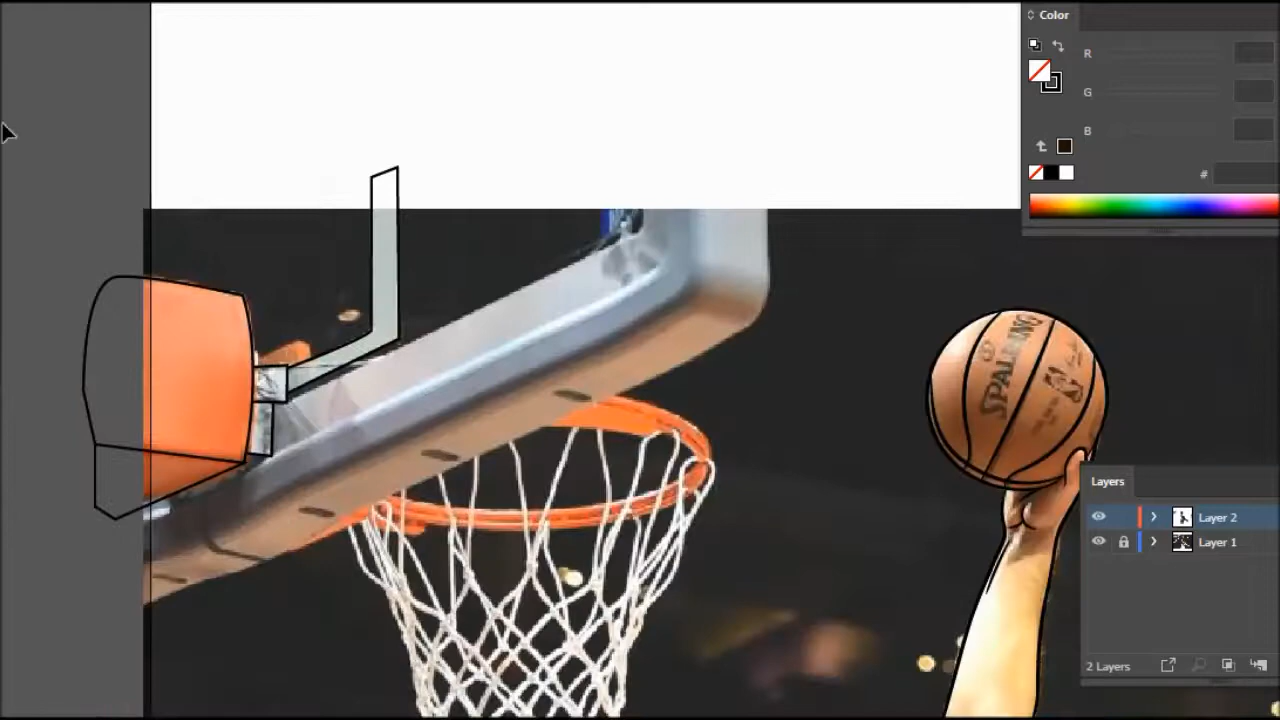 Color
R
G
B
#
SPALDING
Layers
Layer 2
Layer 1
2 Layers